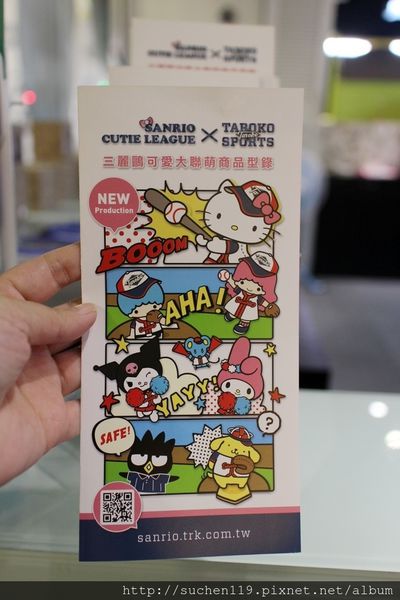 SANRIO
CUTIE LEAGUE
×
TAROKO
SPORTS
三麗鷗可愛大聯萌商品型錄
NEW
Production
BOOOM
AHA!
YAYY!
SAFE!
?
sanrio.trk.com.tw
http://suchen119.pixnet.net/album